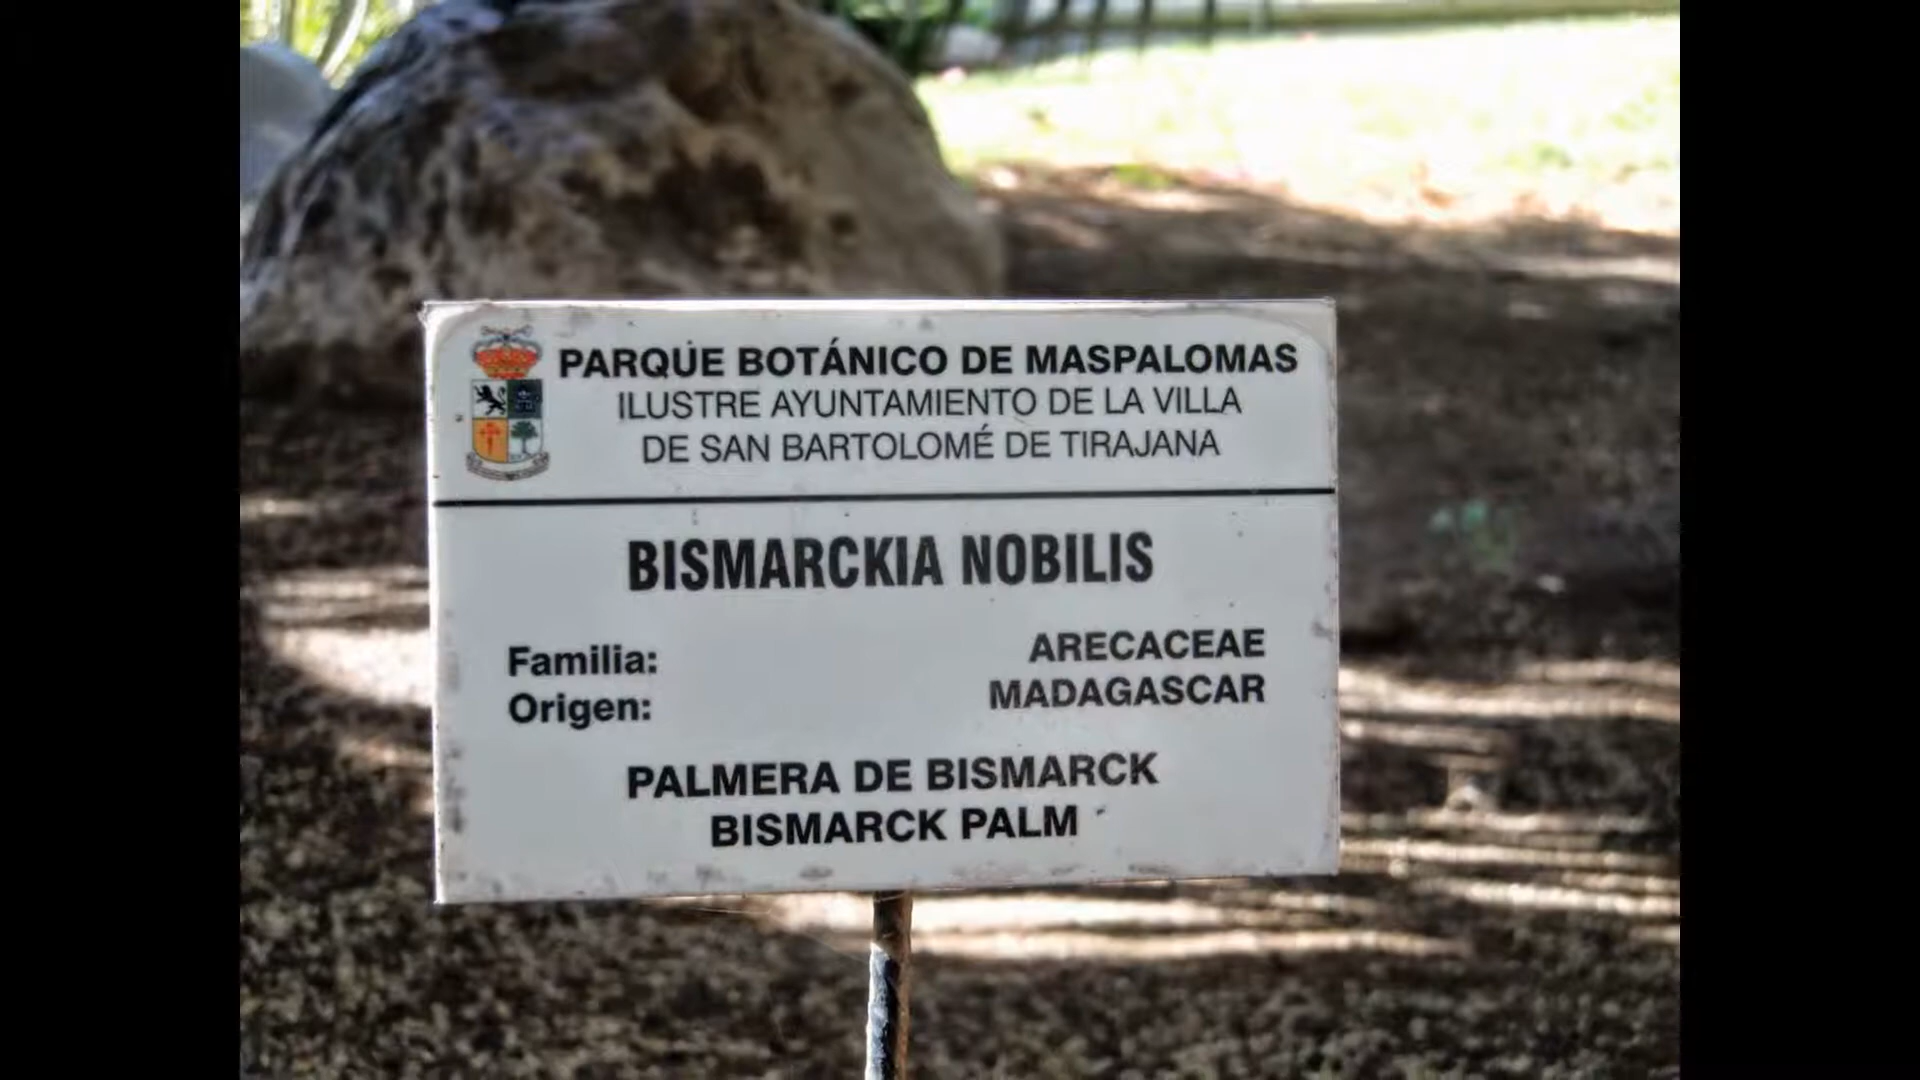 PARQUE BOTÁNICO DE MASPALOMAS
ILUSTRE AYUNTAMIENTO DE LA VILLA
DE SAN BARTOLOMÉ DE TIRAJANA
BISMARCKIA NOBILIS
Familia: ARECACEAE
Origen: MADAGASCAR
PALMERA DE BISMARCK
BISMARCK PALM